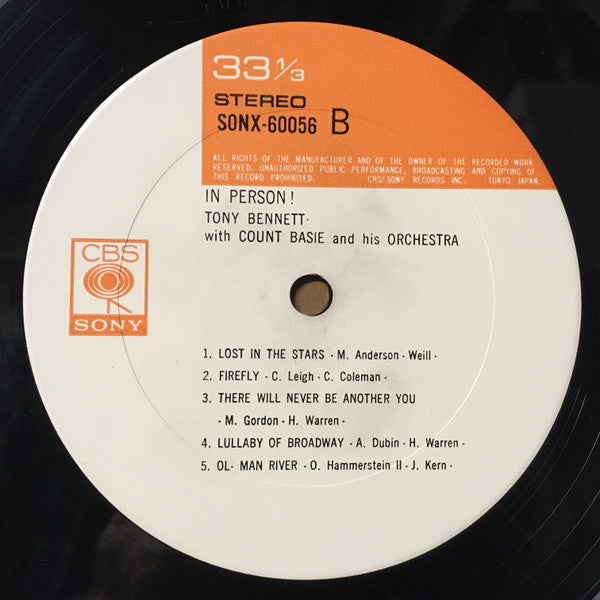 33 1/3
STEREO
SONX-60056 B
ALL RIGHTS OF THE MANUFACTURER AND OF THE OWNER OF THE RECORDED WORK
RESERVED. UNAUTHORIZED PUBLIC PERFORMANCE, BROADCASTING AND COPYING OF
THIS RECORD PROHIBITED. CBS/SONY RECORDS INC. TOKYO JAPAN.
IN PERSON!
TONY BENNETT·
with COUNT BASIE and his ORCHESTRA
CBS
SONY
1. LOST IN THE STARS · M. Anderson · Weill ·
2. FIREFLY · C. Leigh · C. Coleman ·
3. THERE WILL NEVER BE ANOTHER YOU
· M. Gordon · H. Warren ·
4. LULLABY OF BROADWAY · A. Dubin · H. Warren ·
5. OL· MAN RIVER · O. Hammerstein II · J. Kern ·